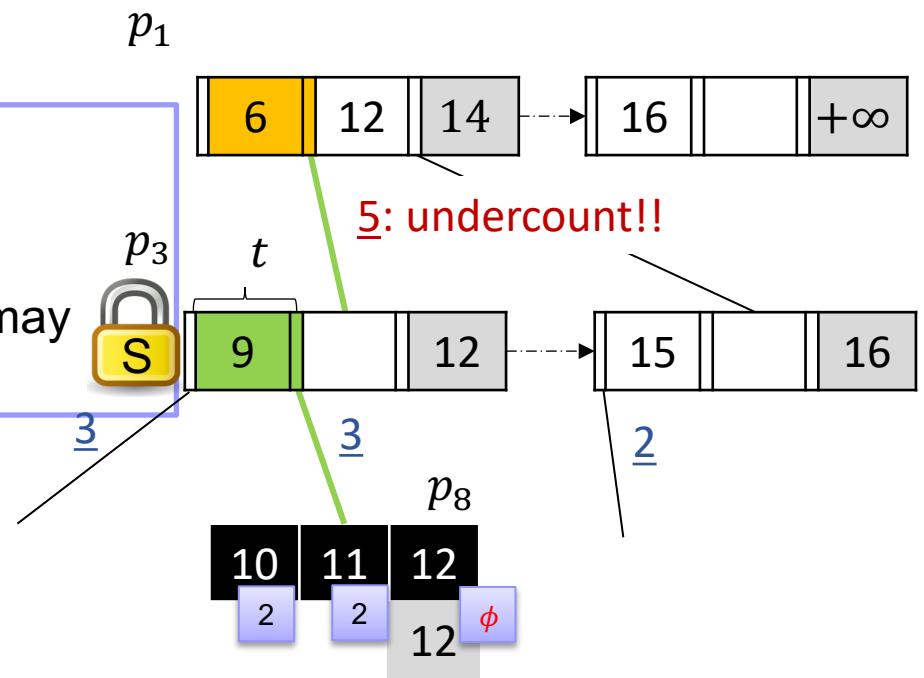 p₁
6 12 14 16 +∞
5: undercount!!
p₃ t
may S 9 12 15 16
3 3 2
p₈
10 11 12
2 2 ϕ
12